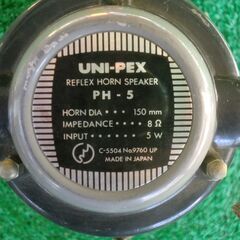 UNI-PEX
REFLEX HORN SPEAKER
PH - 5
HORN DIA ・・・ 150 mm
IMPEDANCE ・・・・ 8 Ω
INPUT ・・・・・ 5 W
C-5504 No.9760 UP
MADE IN JAPAN